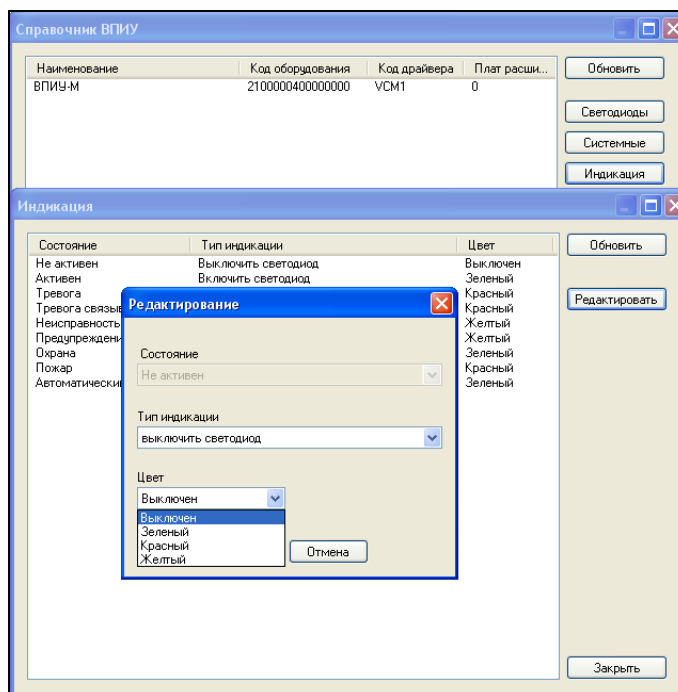 Справочник ВПИУ
Наименование Код оборудования Код драйвера Плат расши...
ВПИУ-М 2100000400000000 VCM1 0
Обновить
Светодиоды
Системные
Индикация
Индикация
Состояние Тип индикации Цвет
Не активен Выключить светодиод Выключен
Активен Включить светодиод Зеленый
Тревога Красный
Тревога связыв Красный
Неисправность Желтый
Предупреждени Желтый
Охрана Зеленый
Пожар Красный
Автоматически Зеленый
Обновить
Редактировать
Редактирование
Состояние
Не активен
Тип индикации
выключить светодиод
Цвет
Выключен
Выключен
Зеленый
Красный
Желтый
Отмена
Закрыть